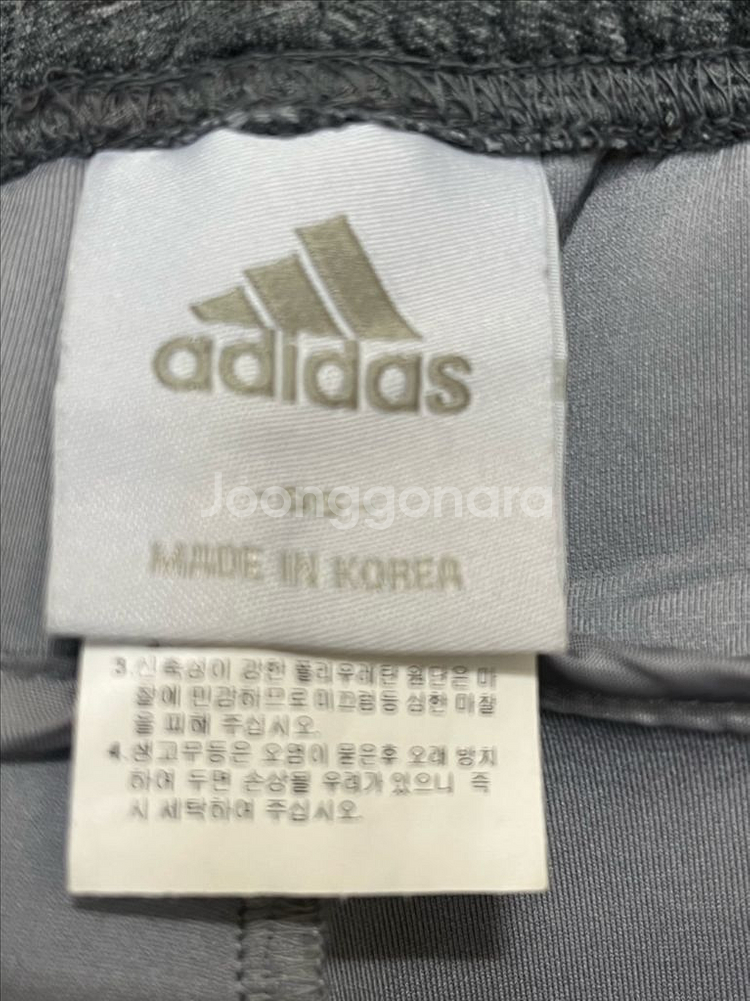 adidas
Joonggonara
MADE IN KOREA
3.신축성이 강한 폴리우레탄 원단은 마
찰에 민감하므로 미끄럼등 심한 마찰
을 피해 주십시오.
4.생고무등은 오염이 묻은후 오래 방치
하여 두면 손상될 우려가 있으니 즉
시 세탁하여 주십시오.